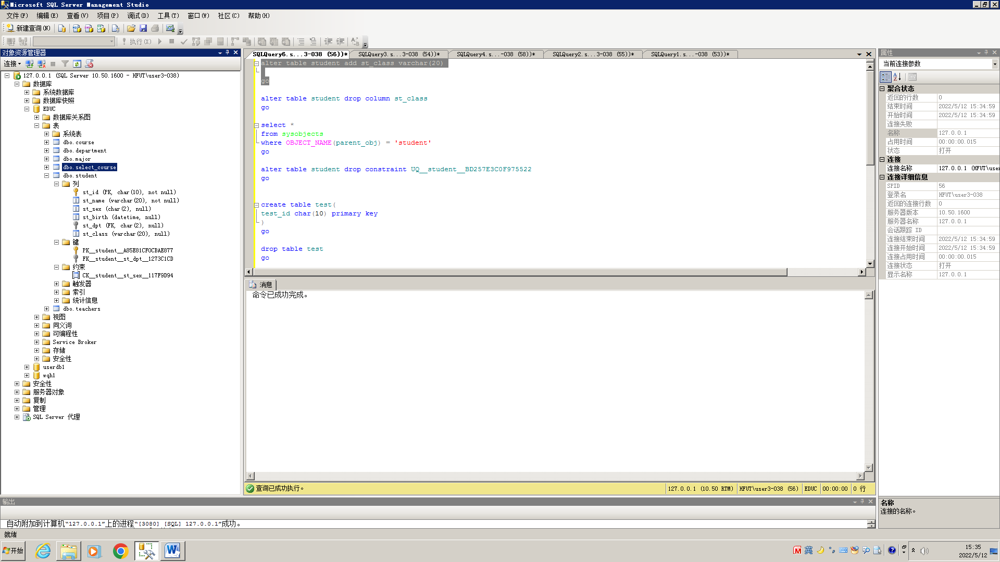 Microsoft SQL Server Management Studio
文件(F) 编辑(E) 查看(V) 项目(P) 调试(D) 工具(T) 窗口(W) 社区(C) 帮助(H)
新建查询(N)
执行(X)
对象资源管理器
连接
127.0.0.1 (SQL Server 10.50.1600 - HFUT\user3-038)
数据库
系统数据库
数据库快照
EDUC
数据库关系图
表
系统表
dbo.course
dbo.department
dbo.major
dbo.select_course
dbo.student
列
st_id (PK, char(10), not null)
st_name (varchar(20), not null)
st_sex (char(2), null)
st_birth (datetime, null)
st_dpt (FK, char(2), null)
st_class (varchar(20), null)
键
PK__student__A85E81CF0CBAE877
FK__student__st_dpt__1273C1CD
约束
CK__student__st_sex__117F9D94
触发器
索引
统计信息
dbo.teachers
视图
同义词
可编程性
Service Broker
存储
安全性
userdb1
wqh1
安全性
服务器对象
复制
管理
SQL Server 代理
SQLQuery6.s...3-038 (56))* SQLQuery3.s...3-038 (54))* SQLQuery4.s...-038 (58))* SQLQuery2.s...3-038 (55))* SQLQuery1.s...-038 (53))*
alter table student add st_class varchar(20)
go
alter table student drop column st_class
go
select *
from sysobjects
where OBJECT_NAME(parent_obj) = 'student'
go
alter table student drop constraint UQ__student__BD257E3C0F975522
go
create table test(
test_id char(10) primary key
)
go
drop table test
go
消息
命令已成功完成。
查询已成功执行。
127.0.0.1 (10.50 RTM) HFUT\user3-038 (56) EDUC 00:00:00 0 行
属性
当前连接参数
聚合状态
返回的行数 0
结束时间 2022/5/12 15:34:59
开始时间 2022/5/12 15:34:59
连接失败
名称 127.0.0.1
占用时间 00:00:00.015
状态 打开
连接
连接名称 127.0.0.1 (HFUT\user
连接详细信息
SPID 56
登录名 HFUT\user3-038
返回的连接行数 0
服务器版本 10.50.1600
服务器名称 127.0.0.1
会话跟踪 ID
连接结束时间 2022/5/12 15:34:59
连接开始时间 2022/5/12 15:34:59
连接占用时间 00:00:00.015
连接状态 打开
显示名称 127.0.0.1
名称
连接的名称。
输出
自动附加到计算机“127.0.0.1”上的进程“[3080] [SQL] 127.0.0.1”成功。
就绪
开始
英
15:35
2022/5/12